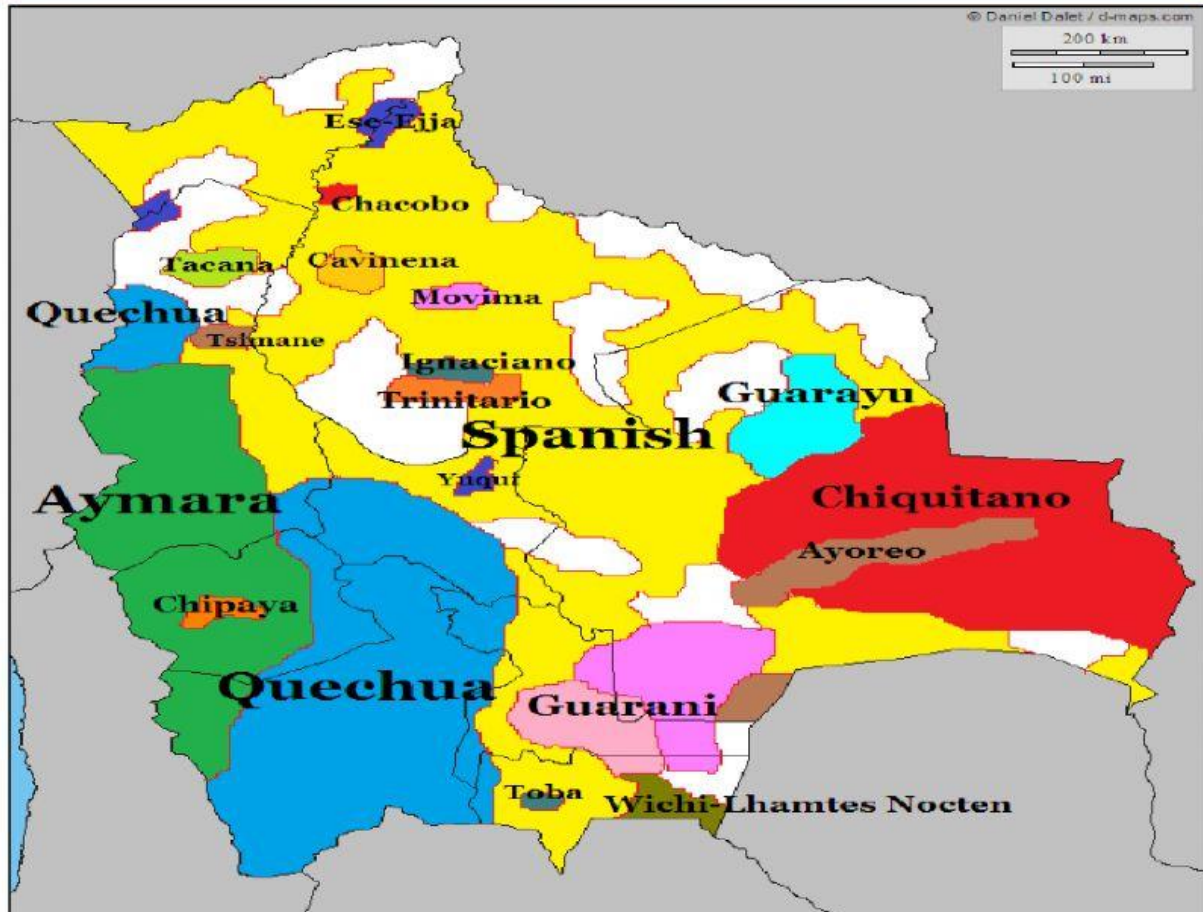 © Daniel Dalet / d-maps.com
200 km
100 mi
Ese-Ejja
Chacobo
Tacana
Cavinena
Movima
Quechua
Tsimane
Ignaciano
Trinitario
Guarayu
Spanish
Yuqui
Aymara
Chiquitano
Ayoreo
Chipaya
Quechua
Guarani
Toba
Wichi-Lhamtes Nocten